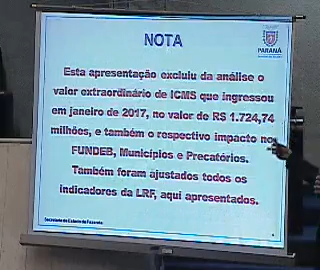 NOTA
PARANÁ
Esta apresentação excluiu da análise o
valor extraordinário de ICMS que ingressou
em janeiro de 2017, no valor de R$ 1.724,74
milhões, e também o respectivo impacto no
FUNDEB, Municípios e Precatórios.
Também foram ajustados todos os
indicadores da LRF, aqui apresentados.
Secretaria de Estado da Fazenda